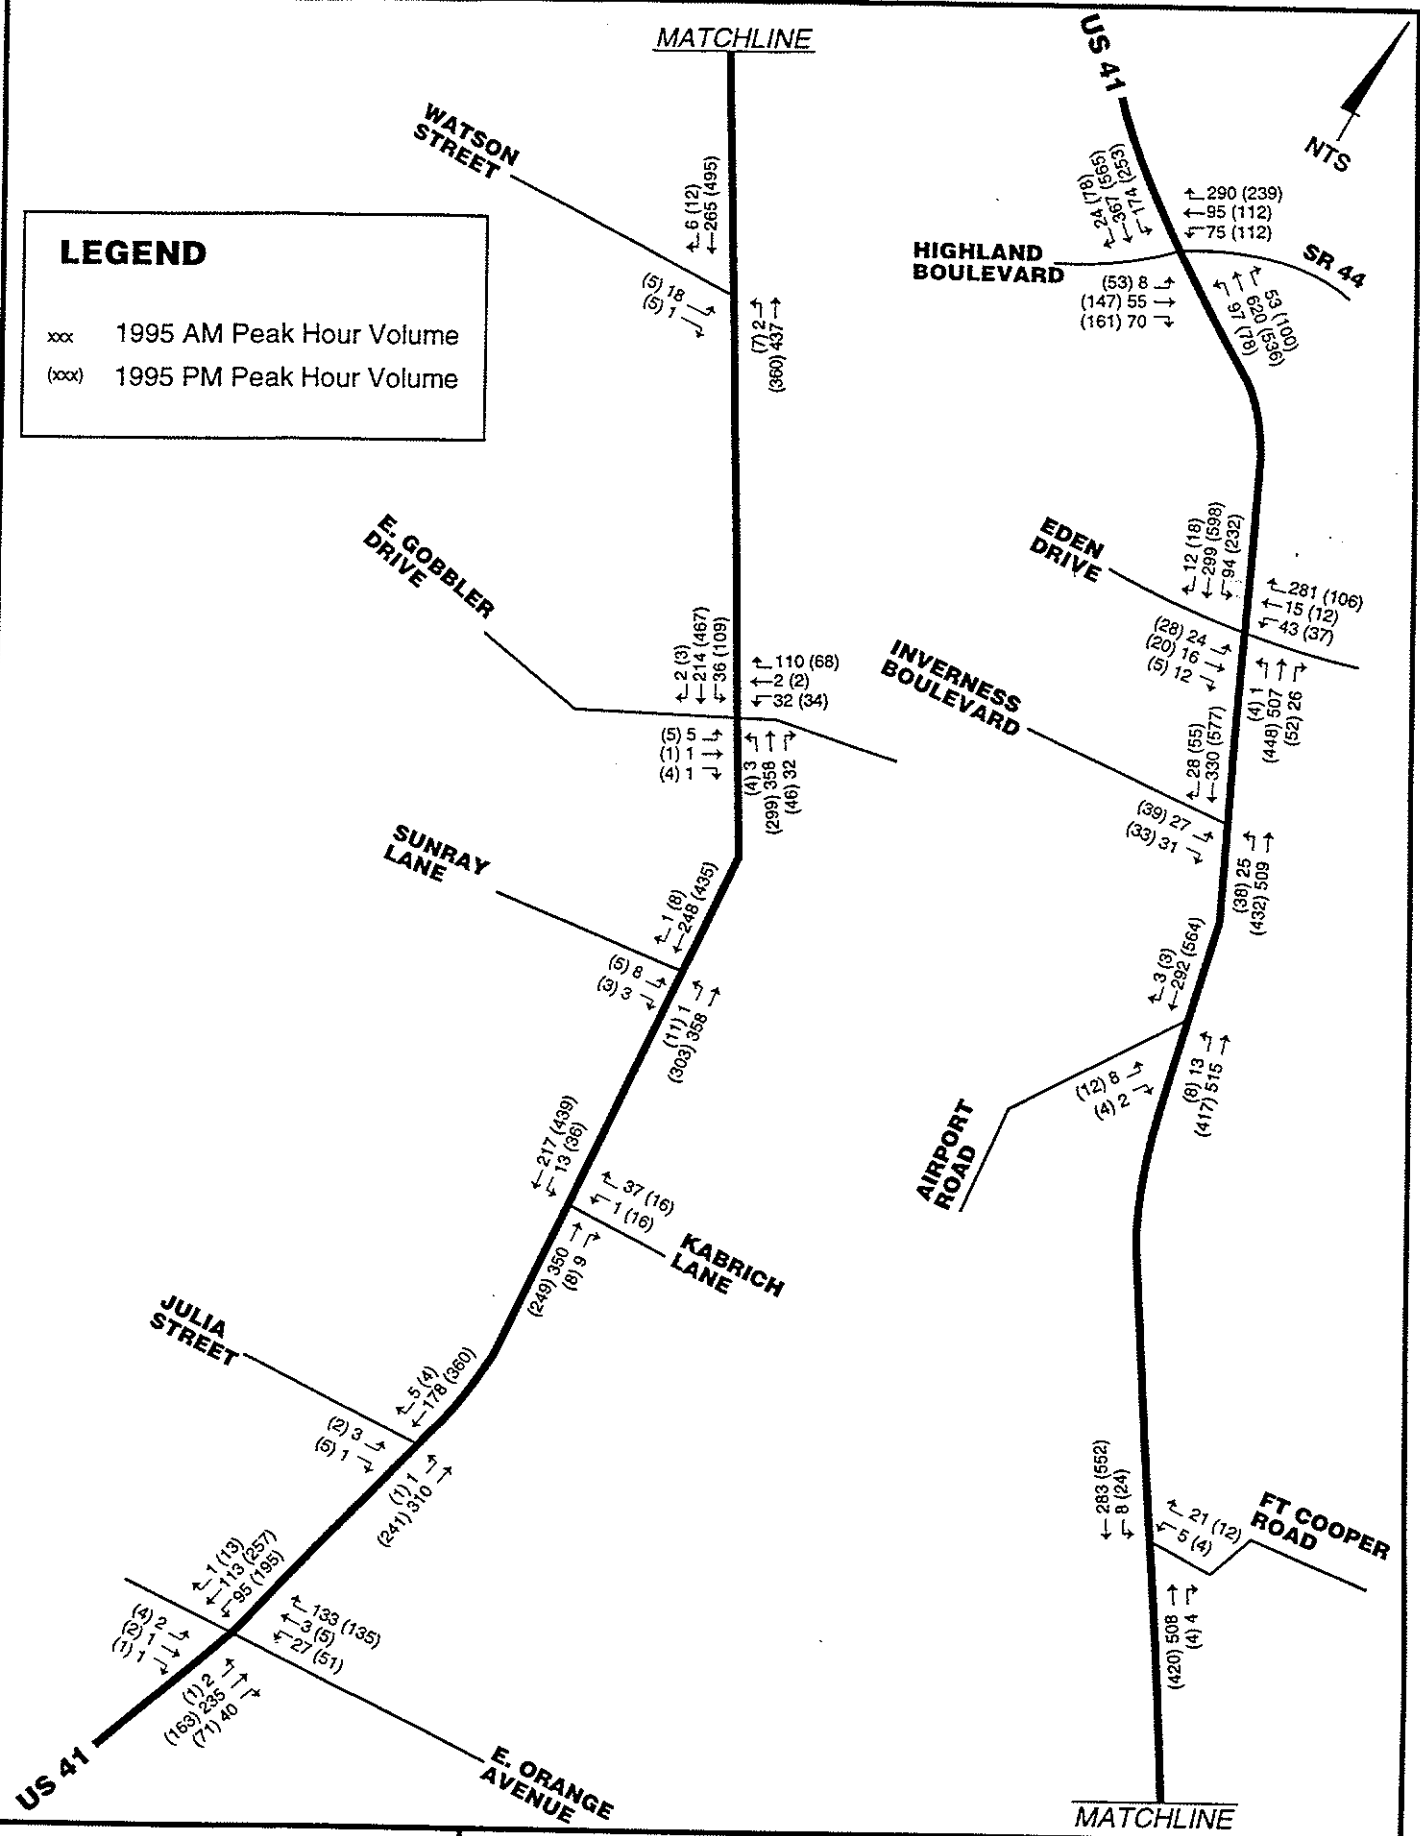 MATCHLINE
US 41
NTS
WATSON
STREET
6 (12)
265 (495)
(5) 18
(5) 1
(7) 2
(360) 437
LEGEND
xxx 1995 AM Peak Hour Volume
(xxx) 1995 PM Peak Hour Volume
24 (78)
367 (565)
174 (253)
290 (239)
95 (112)
75 (112)
HIGHLAND
BOULEVARD
SR 44
(53) 8
(147) 55
(161) 70
97 (78)
620 (536)
53 (100)
E. GOBBLER
DRIVE
2 (3)
214 (467)
36 (109)
110 (68)
2 (2)
32 (34)
(5) 5
(1) 1
(4) 1
(4) 3
(299) 358
(46) 32
EDEN
DRIVE
12 (18)
299 (598)
94 (232)
281 (106)
15 (12)
43 (37)
(28) 24
(20) 16
(5) 12
(4) 1
(448) 507
(52) 26
INVERNESS
BOULEVARD
28 (55)
330 (577)
(39) 27
(33) 31
(38) 25
(432) 509
SUNRAY
LANE
1 (8)
248 (435)
(5) 8
(3) 3
(11) 1
(303) 358
3 (3)
292 (564)
(12) 8
(4) 2
(8) 13
(417) 515
AIRPORT
ROAD
217 (439)
13 (36)
37 (16)
1 (16)
(249) 350
(8) 9
KABRICH
LANE
JULIA
STREET
5 (4)
178 (360)
(2) 3
(5) 1
(1) 1
(241) 310
283 (552)
8 (24)
21 (12)
5 (4)
FT COOPER
ROAD
(420) 508
(4) 4
1 (13)
113 (257)
95 (195)
133 (135)
3 (5)
27 (51)
(4) 2
(2) 1
(1) 1
(1) 2
(163) 235
(71) 40
US 41
E. ORANGE
AVENUE
MATCHLINE